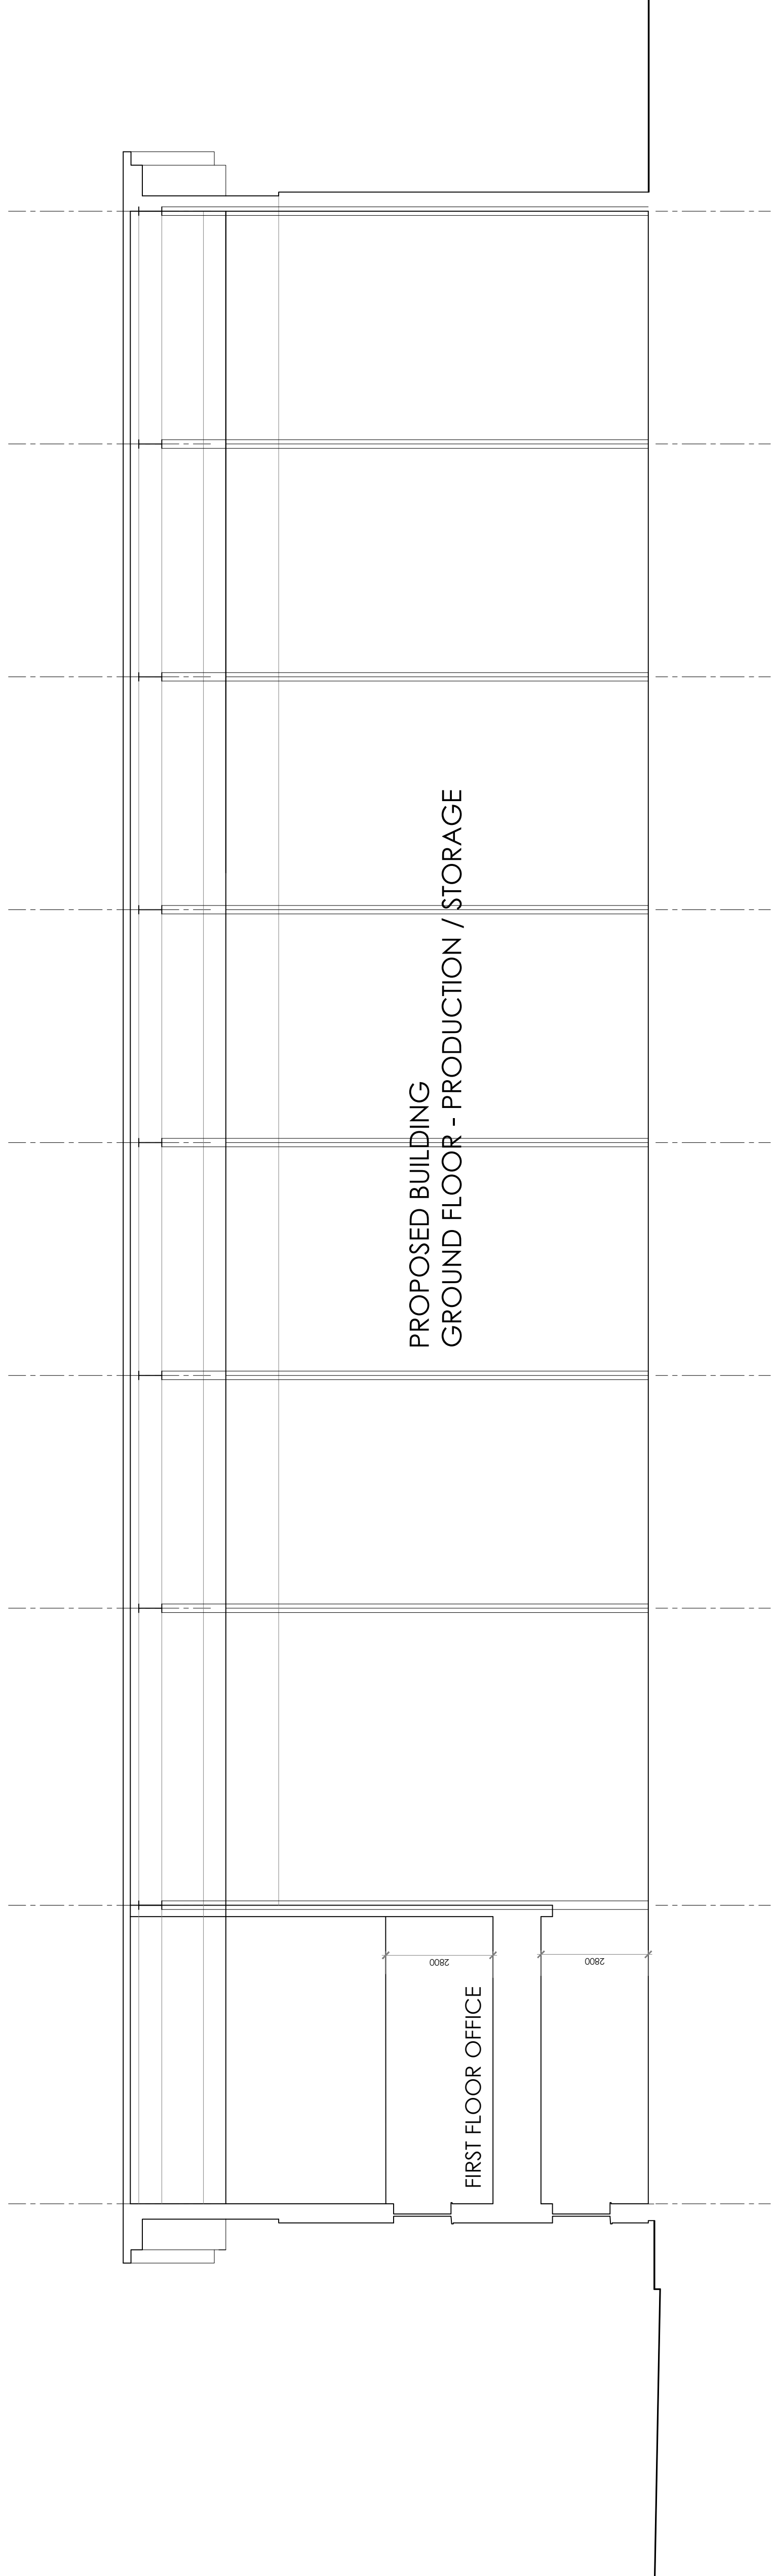 PROPOSED BUILDING
GROUND FLOOR - PRODUCTION / STORAGE
FIRST FLOOR OFFICE
2800
2800